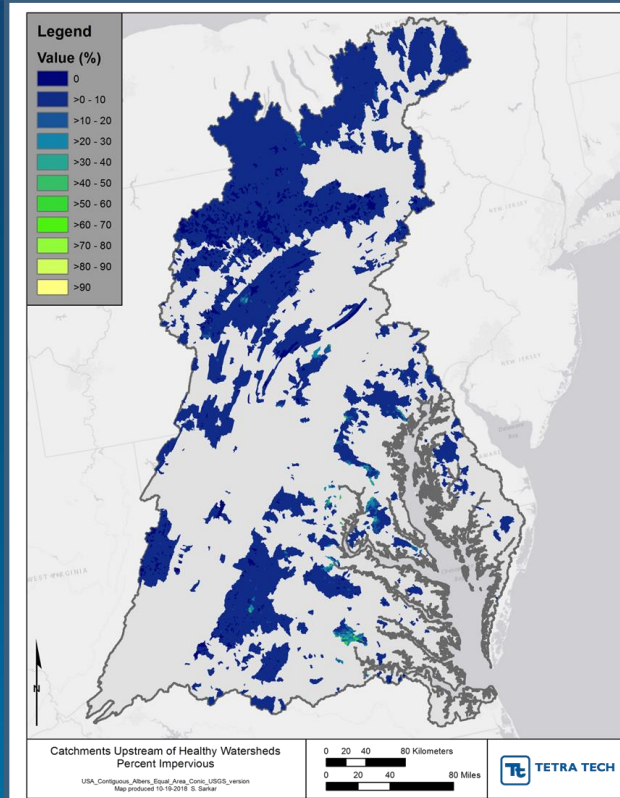 Legend
Value (%)
0
>0 - 10
>10 - 20
>20 - 30
>30 - 40
>40 - 50
>50 - 60
>60 - 70
>70 - 80
>80 - 90
>90
NEW JERSEY
NEW JERSEY
WEST VIRGINIA
N
Catchments Upstream of Healthy Watersheds
Percent Impervious
USA_Contiguous_Albers_Equal_Area_Conic_USGS_version
Map produced 10-19-2018 S. Sarkar
0 20 40 80 Kilometers
0 20 40 80 Miles
Tt TETRA TECH